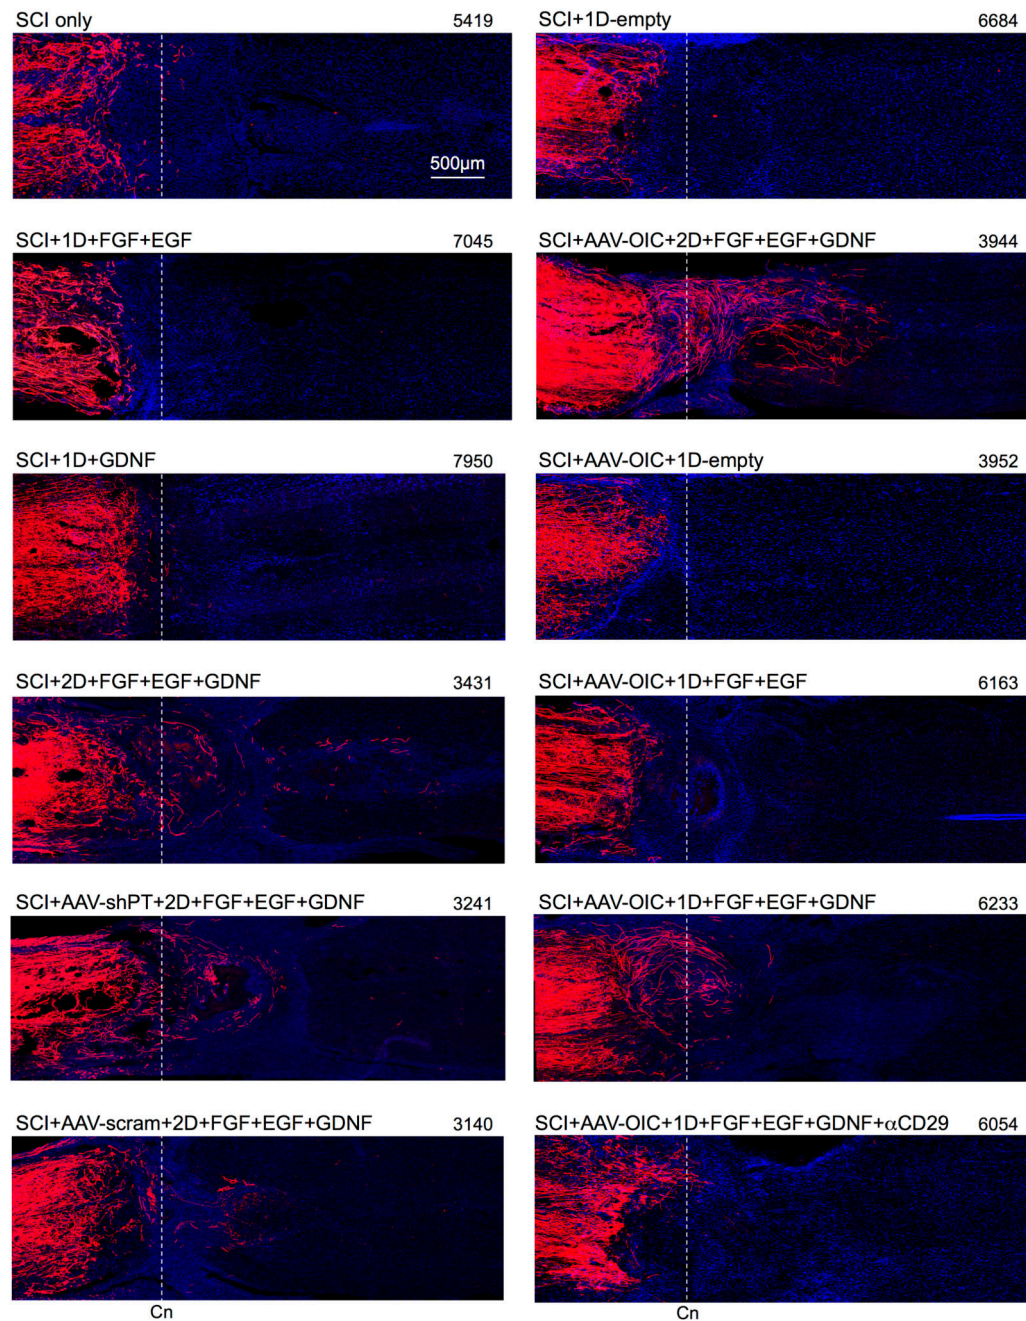 SCI only 5419
500µm
SCI+1D-empty 6684
SCI+1D+FGF+EGF 7045
SCI+AAV-OIC+2D+FGF+EGF+GDNF 3944
SCI+1D+GDNF 7950
SCI+AAV-OIC+1D-empty 3952
SCI+2D+FGF+EGF+GDNF 3431
SCI+AAV-OIC+1D+FGF+EGF 6163
SCI+AAV-shPT+2D+FGF+EGF+GDNF 3241
SCI+AAV-OIC+1D+FGF+EGF+GDNF 6233
SCI+AAV-scram+2D+FGF+EGF+GDNF 3140
SCI+AAV-OIC+1D+FGF+EGF+GDNF+αCD29 6054
Cn
Cn